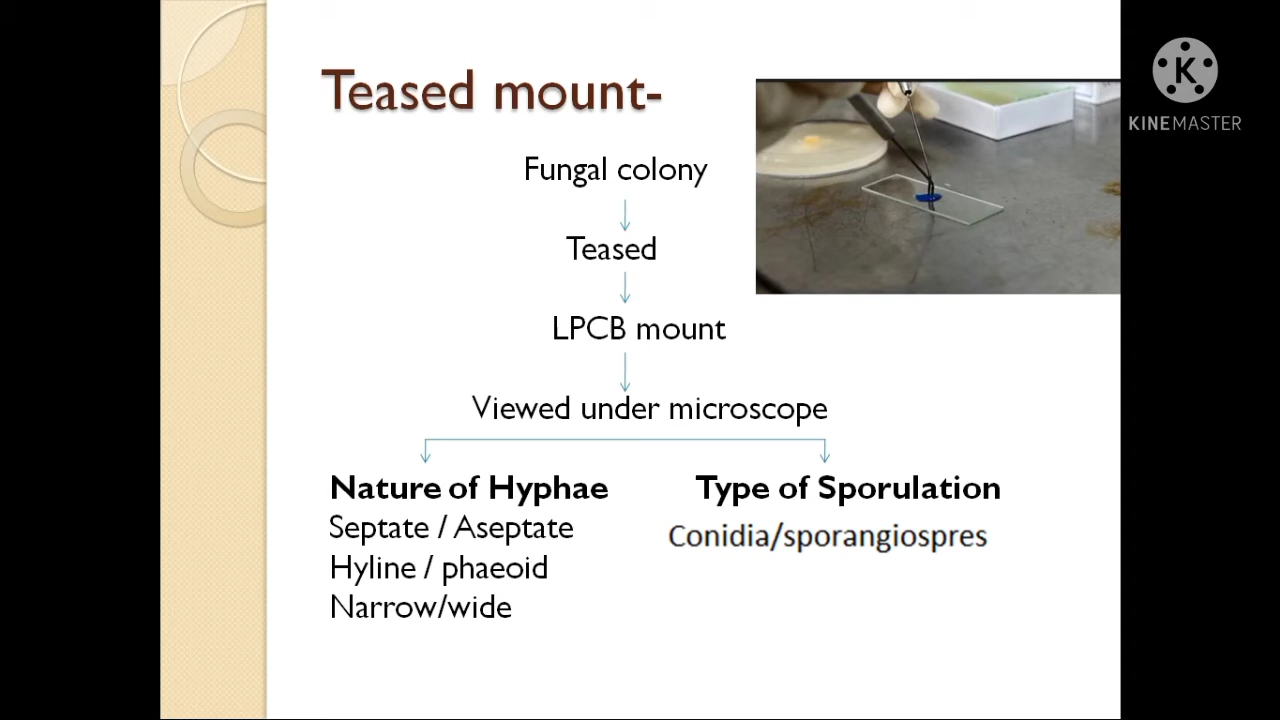 Teased mount-
Fungal colony
Teased
LPCB mount
Viewed under microscope
Nature of Hyphae
Septate / Aseptate
Hyline / phaeoid
Narrow/wide
Type of Sporulation
Conidia/sporangiospres
K
KINEMASTER